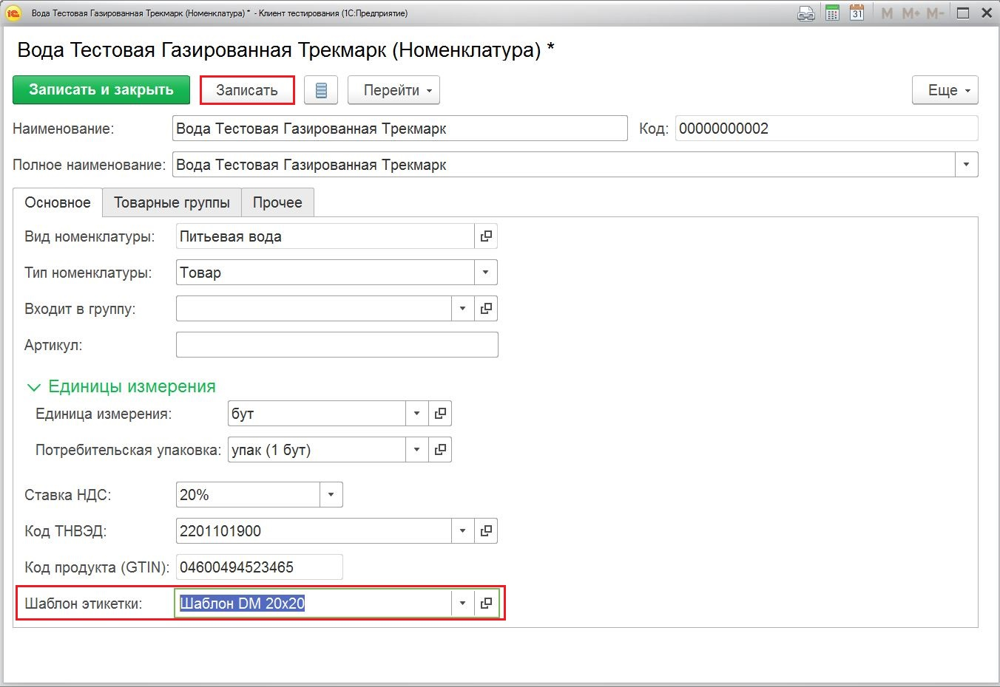 Вода Тестовая Газированная Трекмарк (Номенклатура) * - Клиент тестирования (1С:Предприятие)
31 M M+ M-
Вода Тестовая Газированная Трекмарк (Номенклатура) *
Записать и закрыть Записать Перейти Еще
Наименование: Вода Тестовая Газированная Трекмарк Код: 00000000002
Полное наименование: Вода Тестовая Газированная Трекмарк
Основное Товарные группы Прочее
Вид номенклатуры: Питьевая вода
Тип номенклатуры: Товар
Входит в группу:
Артикул:
Единицы измерения
Единица измерения: бут
Потребительская упаковка: упак (1 бут)
Ставка НДС: 20%
Код ТНВЭД: 2201101900
Код продукта (GTIN): 04600494523465
Шаблон этикетки: Шаблон DM 20x20